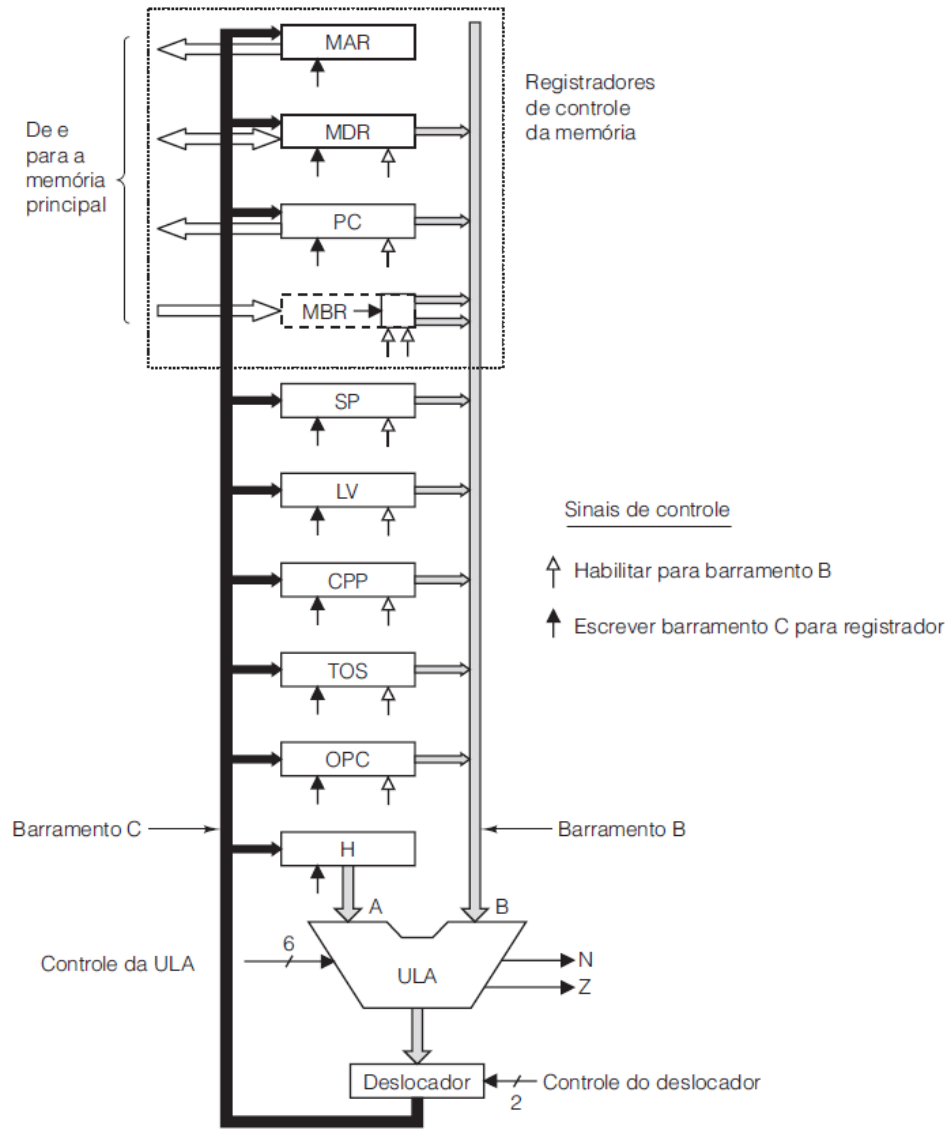 MAR
Registradores
de controle
da memória
De e
para a
memória
principal
MDR
PC
MBR
SP
LV
Sinais de controle
Habilitar para barramento B
CPP
Escrever barramento C para registrador
TOS
OPC
Barramento C
Barramento B
H
A
B
6
Controle da ULA
ULA
N
Z
Deslocador
2
Controle do deslocador